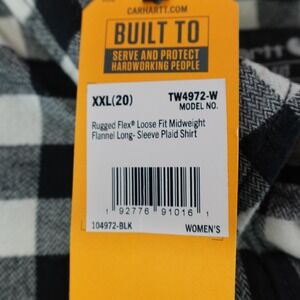 CARHARTT.COM
BUILT TO
SERVE AND PROTECT
HARDWORKING PEOPLE
XXL(20)
TW4972-W
MODEL NO.
Rugged Flex® Loose Fit Midweight
Flannel Long- Sleeve Plaid Shirt
1 92776 91016 1
104972-BLK
WOMEN'S